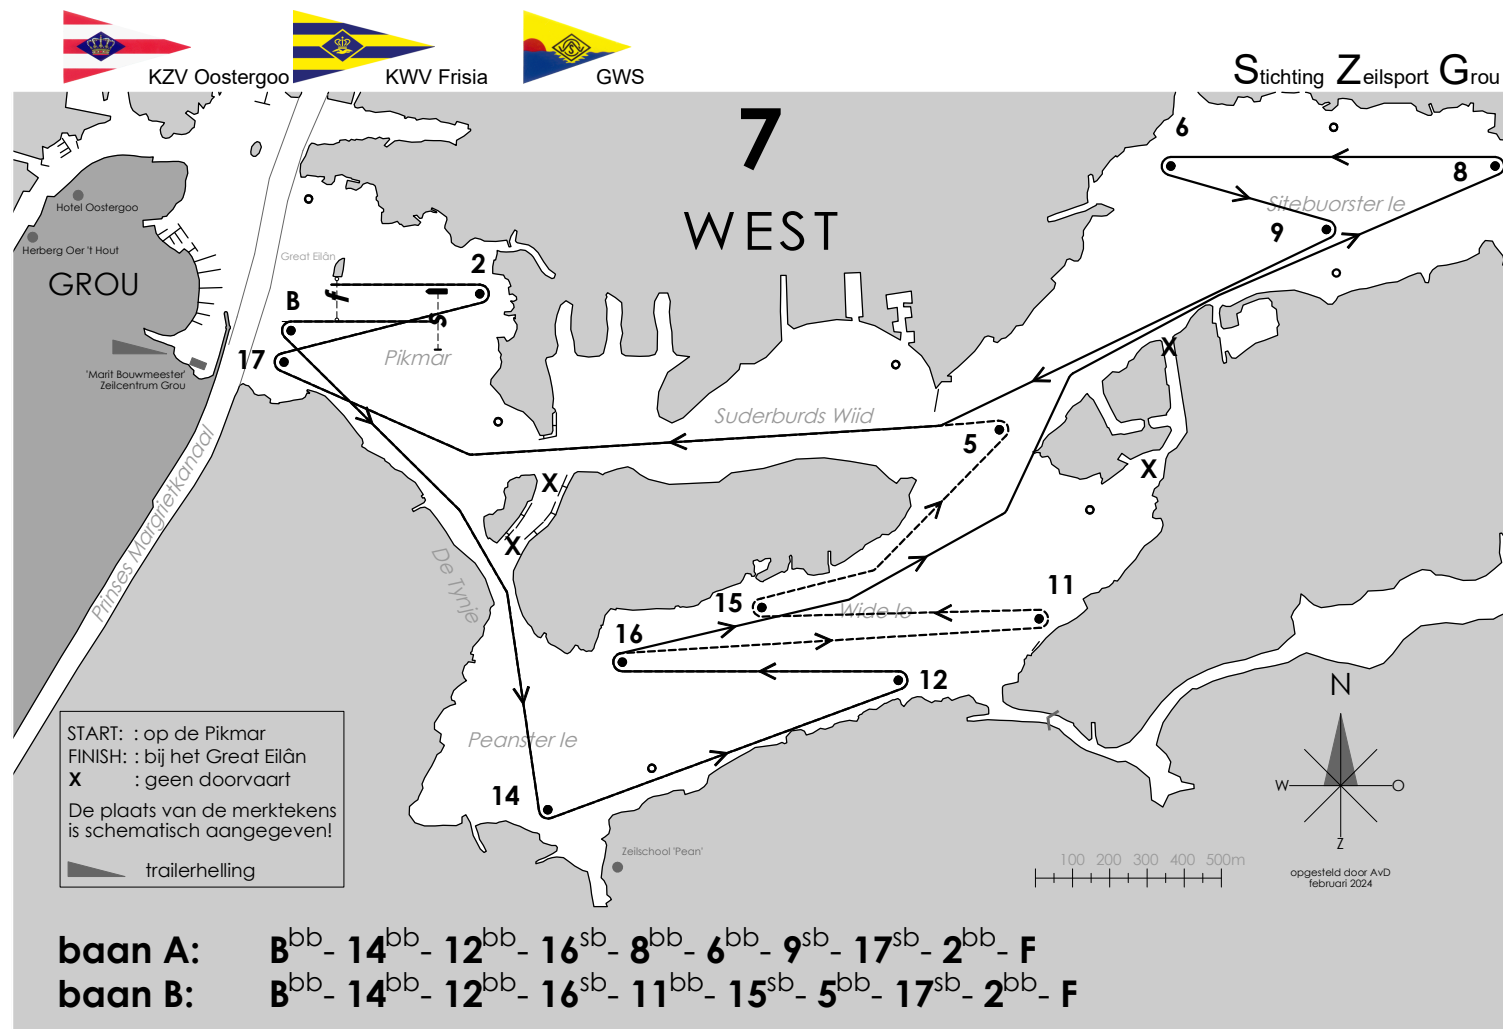 KZV Oostergoo
KWV Frisia
GWS
Stichting Zeilsport Grou
7
WEST
6
8
9
Sitebuorster Ie
Hotel Oostergoo
Herberg Oer 't Hout
GROU
Great Eilân
2
f
B
s
17
Pikmar
'Marit Bouwmeester'
Zeilcentrum Grou
X
Suderburds Wiid
5
X
X
X
Prinses Margrietkanaal
De Tynje
15
Wide Ie
11
16
12
Peanster Ie
14
Zeilschool 'Pean'
START: : op de Pikmar
FINISH: : bij het Great Eilân
X : geen doorvaart
De plaats van de merktekens
is schematisch aangegeven!
trailerhelling
N
W
O
Z
100 200 300 400 500m
opgesteld door AvD
februari 2024
baan A: Bbb- 14bb- 12bb- 16sb- 8bb- 6bb- 9sb- 17sb- 2bb- F
baan B: Bbb- 14bb- 12bb- 16sb- 11bb- 15sb- 5bb- 17sb- 2bb- F